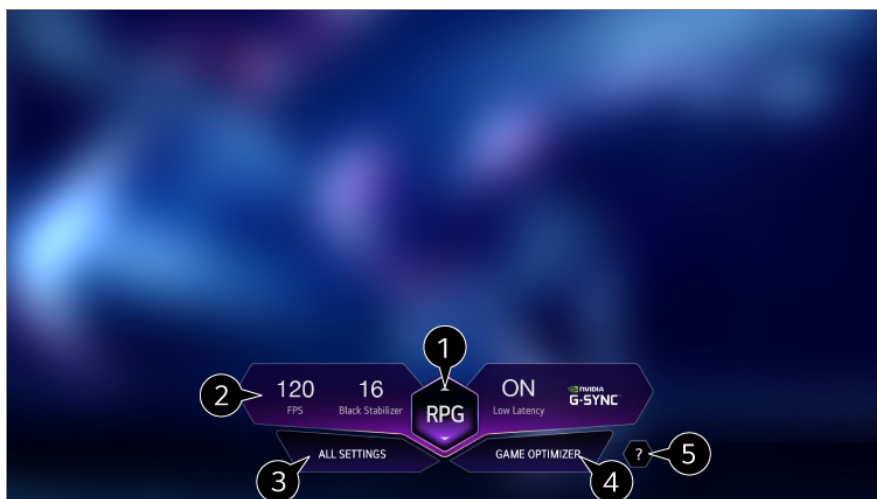 1
2
120
FPS
16
Black Stabilizer
RPG
ON
Low Latency
NVIDIA
G-SYNC
3
ALL SETTINGS
GAME OPTIMIZER
4
?
5